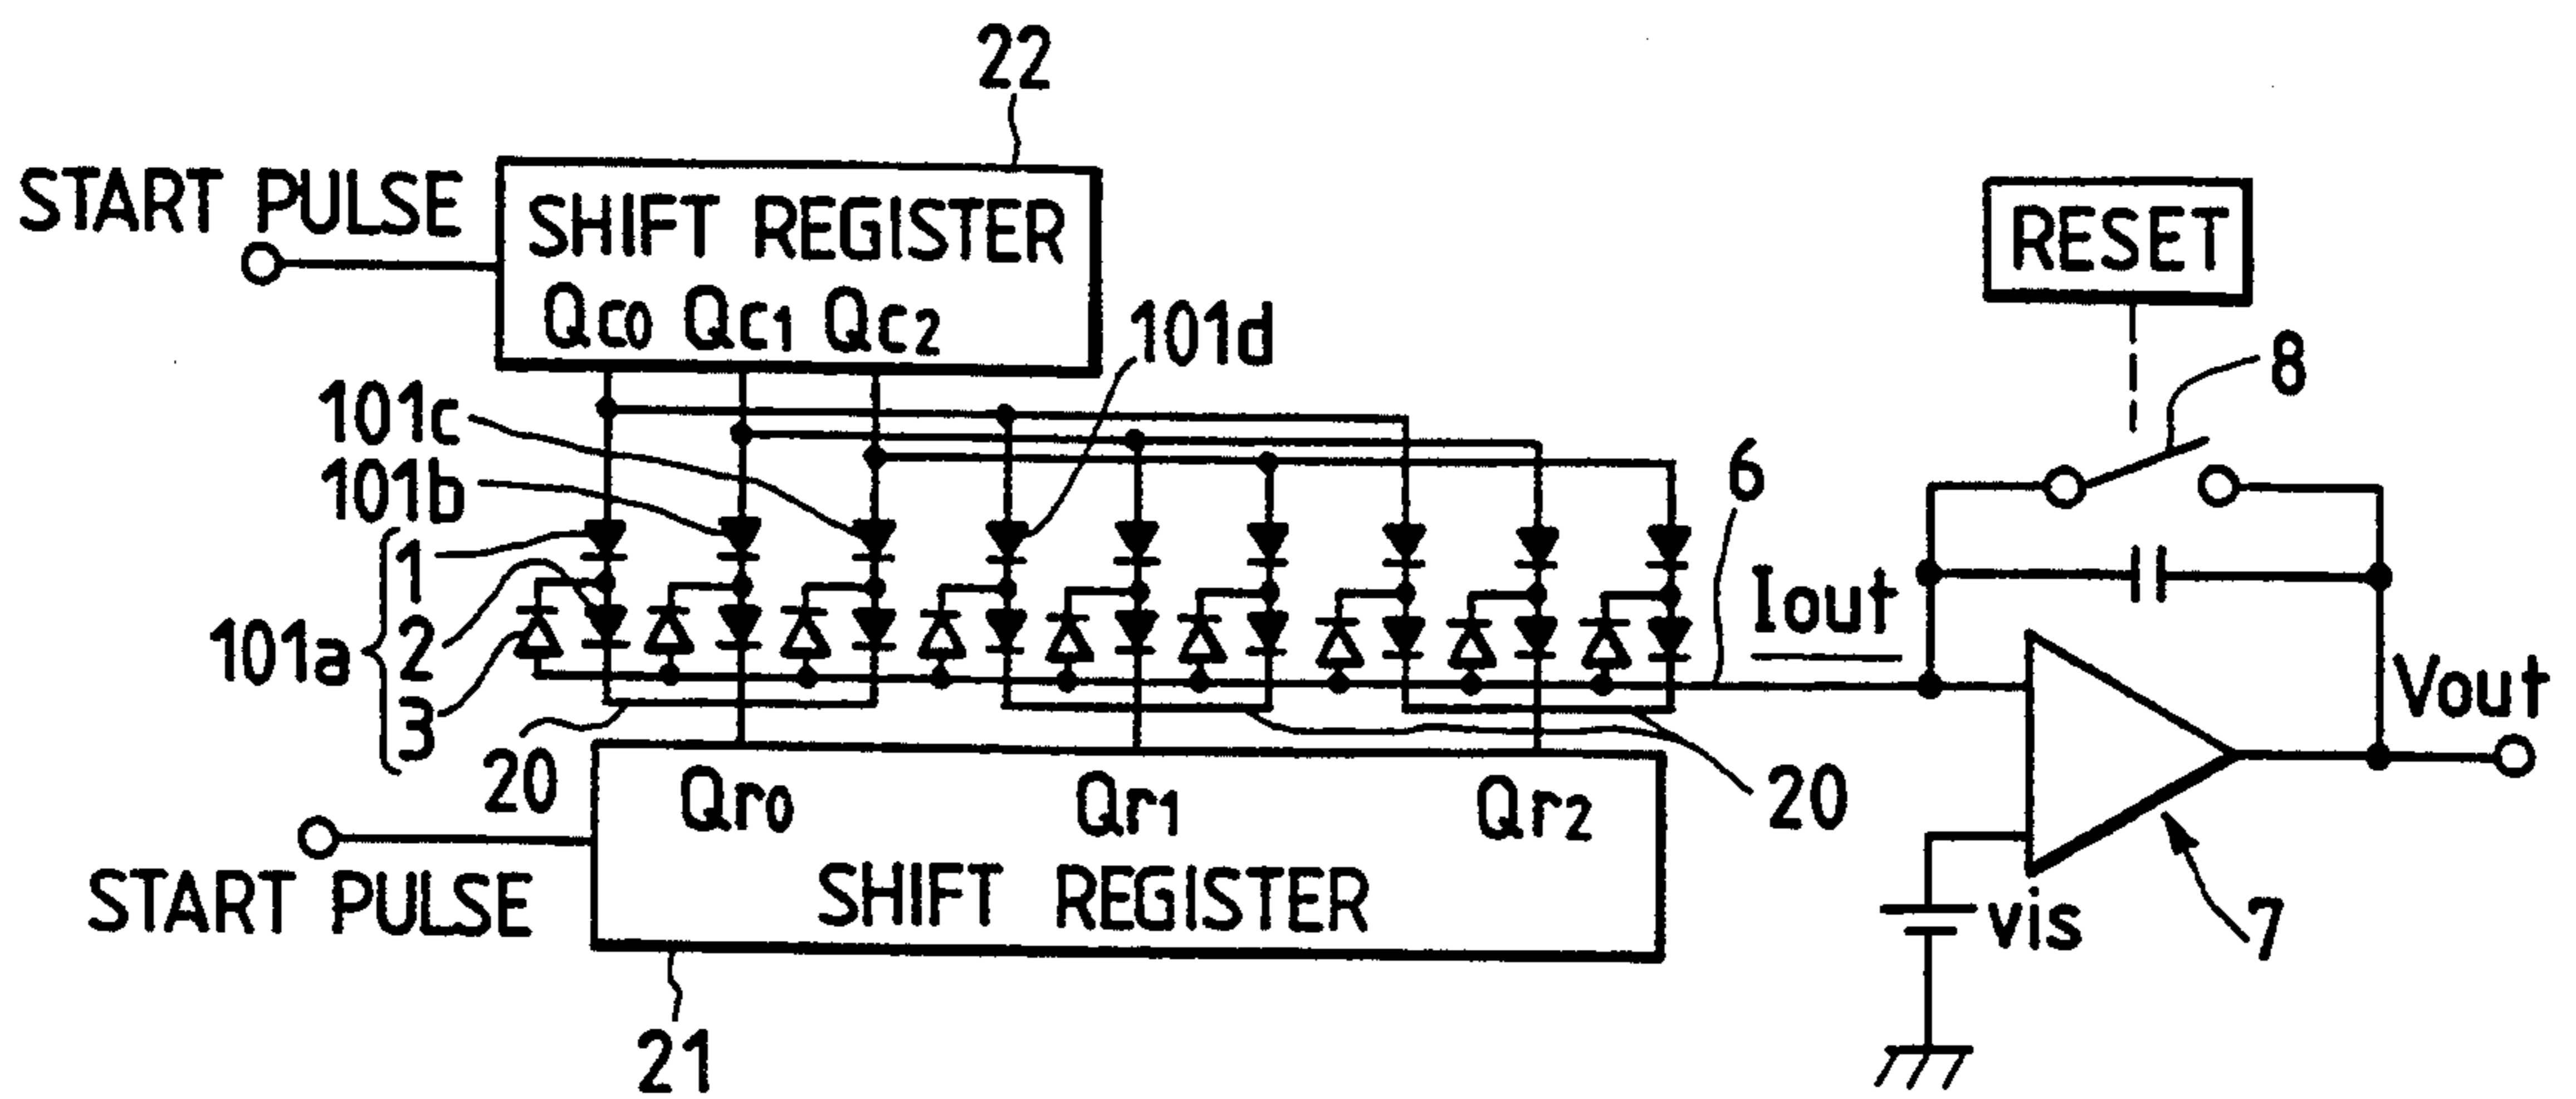 22
START PULSE
SHIFT REGISTER
Qc0 Qc1 Qc2
RESET
101d
8
101c
101b
6
1
2
3
101a
Iout
Vout
20
Qr0 Qr1 Qr2
20
START PULSE
SHIFT REGISTER
vis
7
21